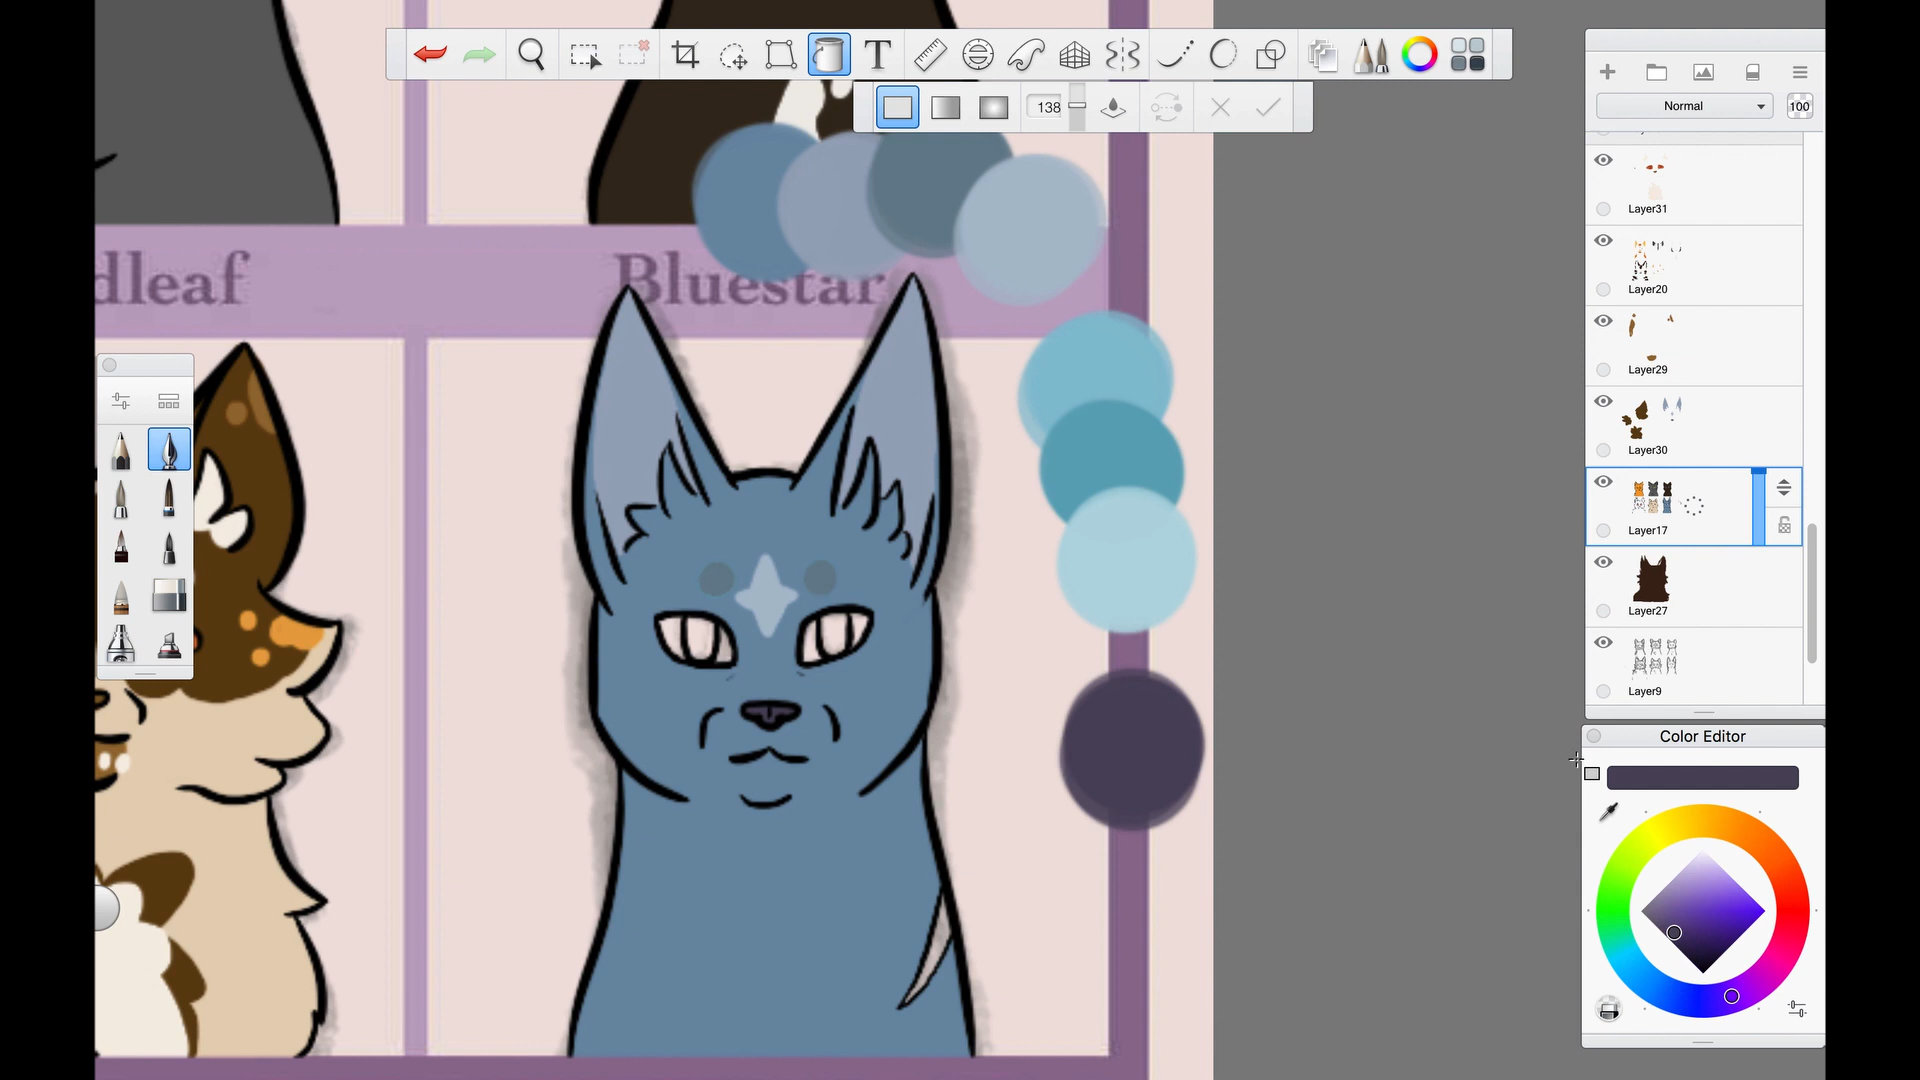 T
138
Normal
100
Layer31
dleaf
Bluestar
Layer20
Layer29
Layer30
Layer17
Layer27
Layer9
Color Editor